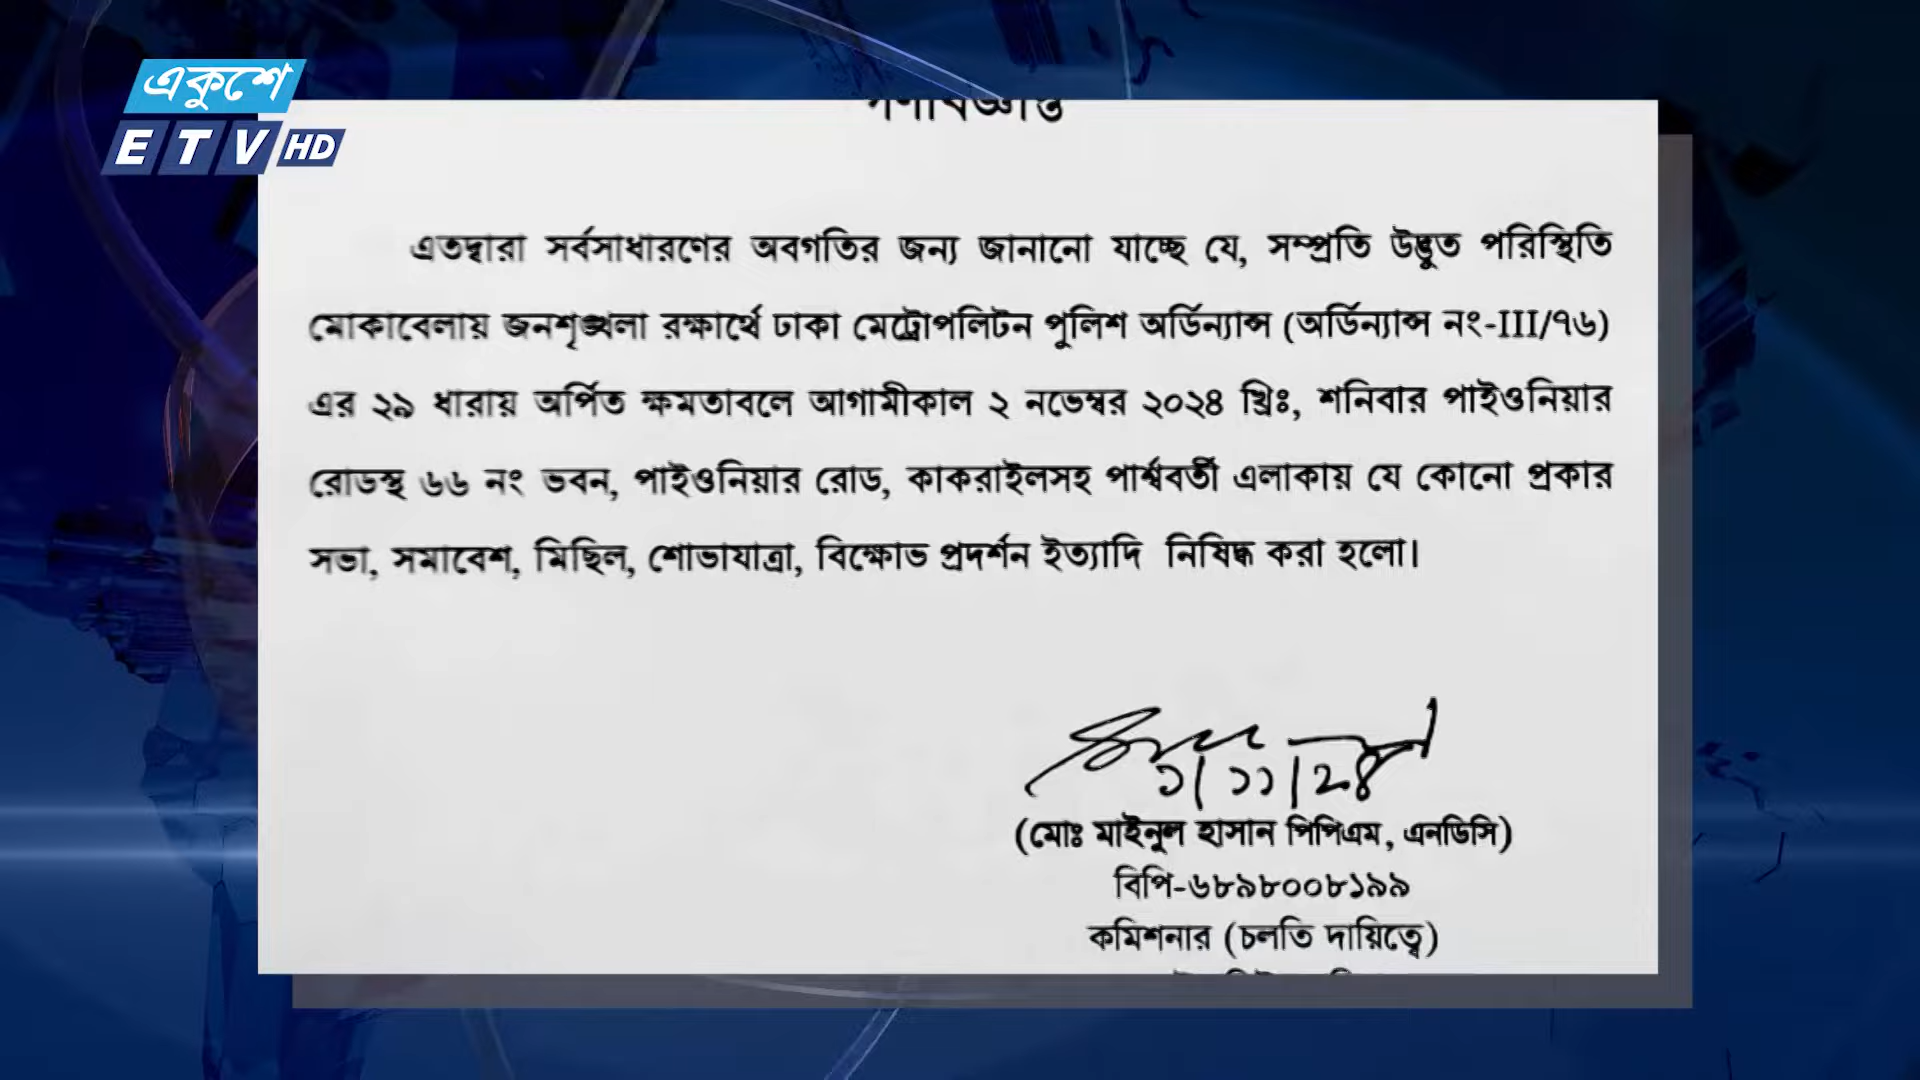 একুশে
ETV HD
গণবিজ্ঞপ্তি
এতদ্বারা সর্বসাধারণের অবগতির জন্য জানানো যাচ্ছে যে, সম্প্রতি উদ্ভুত পরিস্থিতি
মোকাবেলায় জনশৃঙ্খলা রক্ষার্থে ঢাকা মেট্রোপলিটন পুলিশ অর্ডিন্যান্স (অর্ডিন্যান্স নং-III/৭৬)
এর ২৯ ধারায় অর্পিত ক্ষমতাবলে আগামীকাল ২ নভেম্বর ২০২৪ খ্রিঃ, শনিবার পাইওনিয়ার
রোডস্থ ৬৬ নং ভবন, পাইওনিয়ার রোড, কাকরাইলসহ পার্শ্ববর্তী এলাকায় যে কোনো প্রকার
সভা, সমাবেশ, মিছিল, শোভাযাত্রা, বিক্ষোভ প্রদর্শন ইত্যাদি নিষিদ্ধ করা হলো।
১/১১/২৪
(মোঃ মাইনুল হাসান পিপিএম, এনডিসি)
বিপি-৬৮৯৮০০৮১৯৯
কমিশনার (চলতি দায়িত্বে)